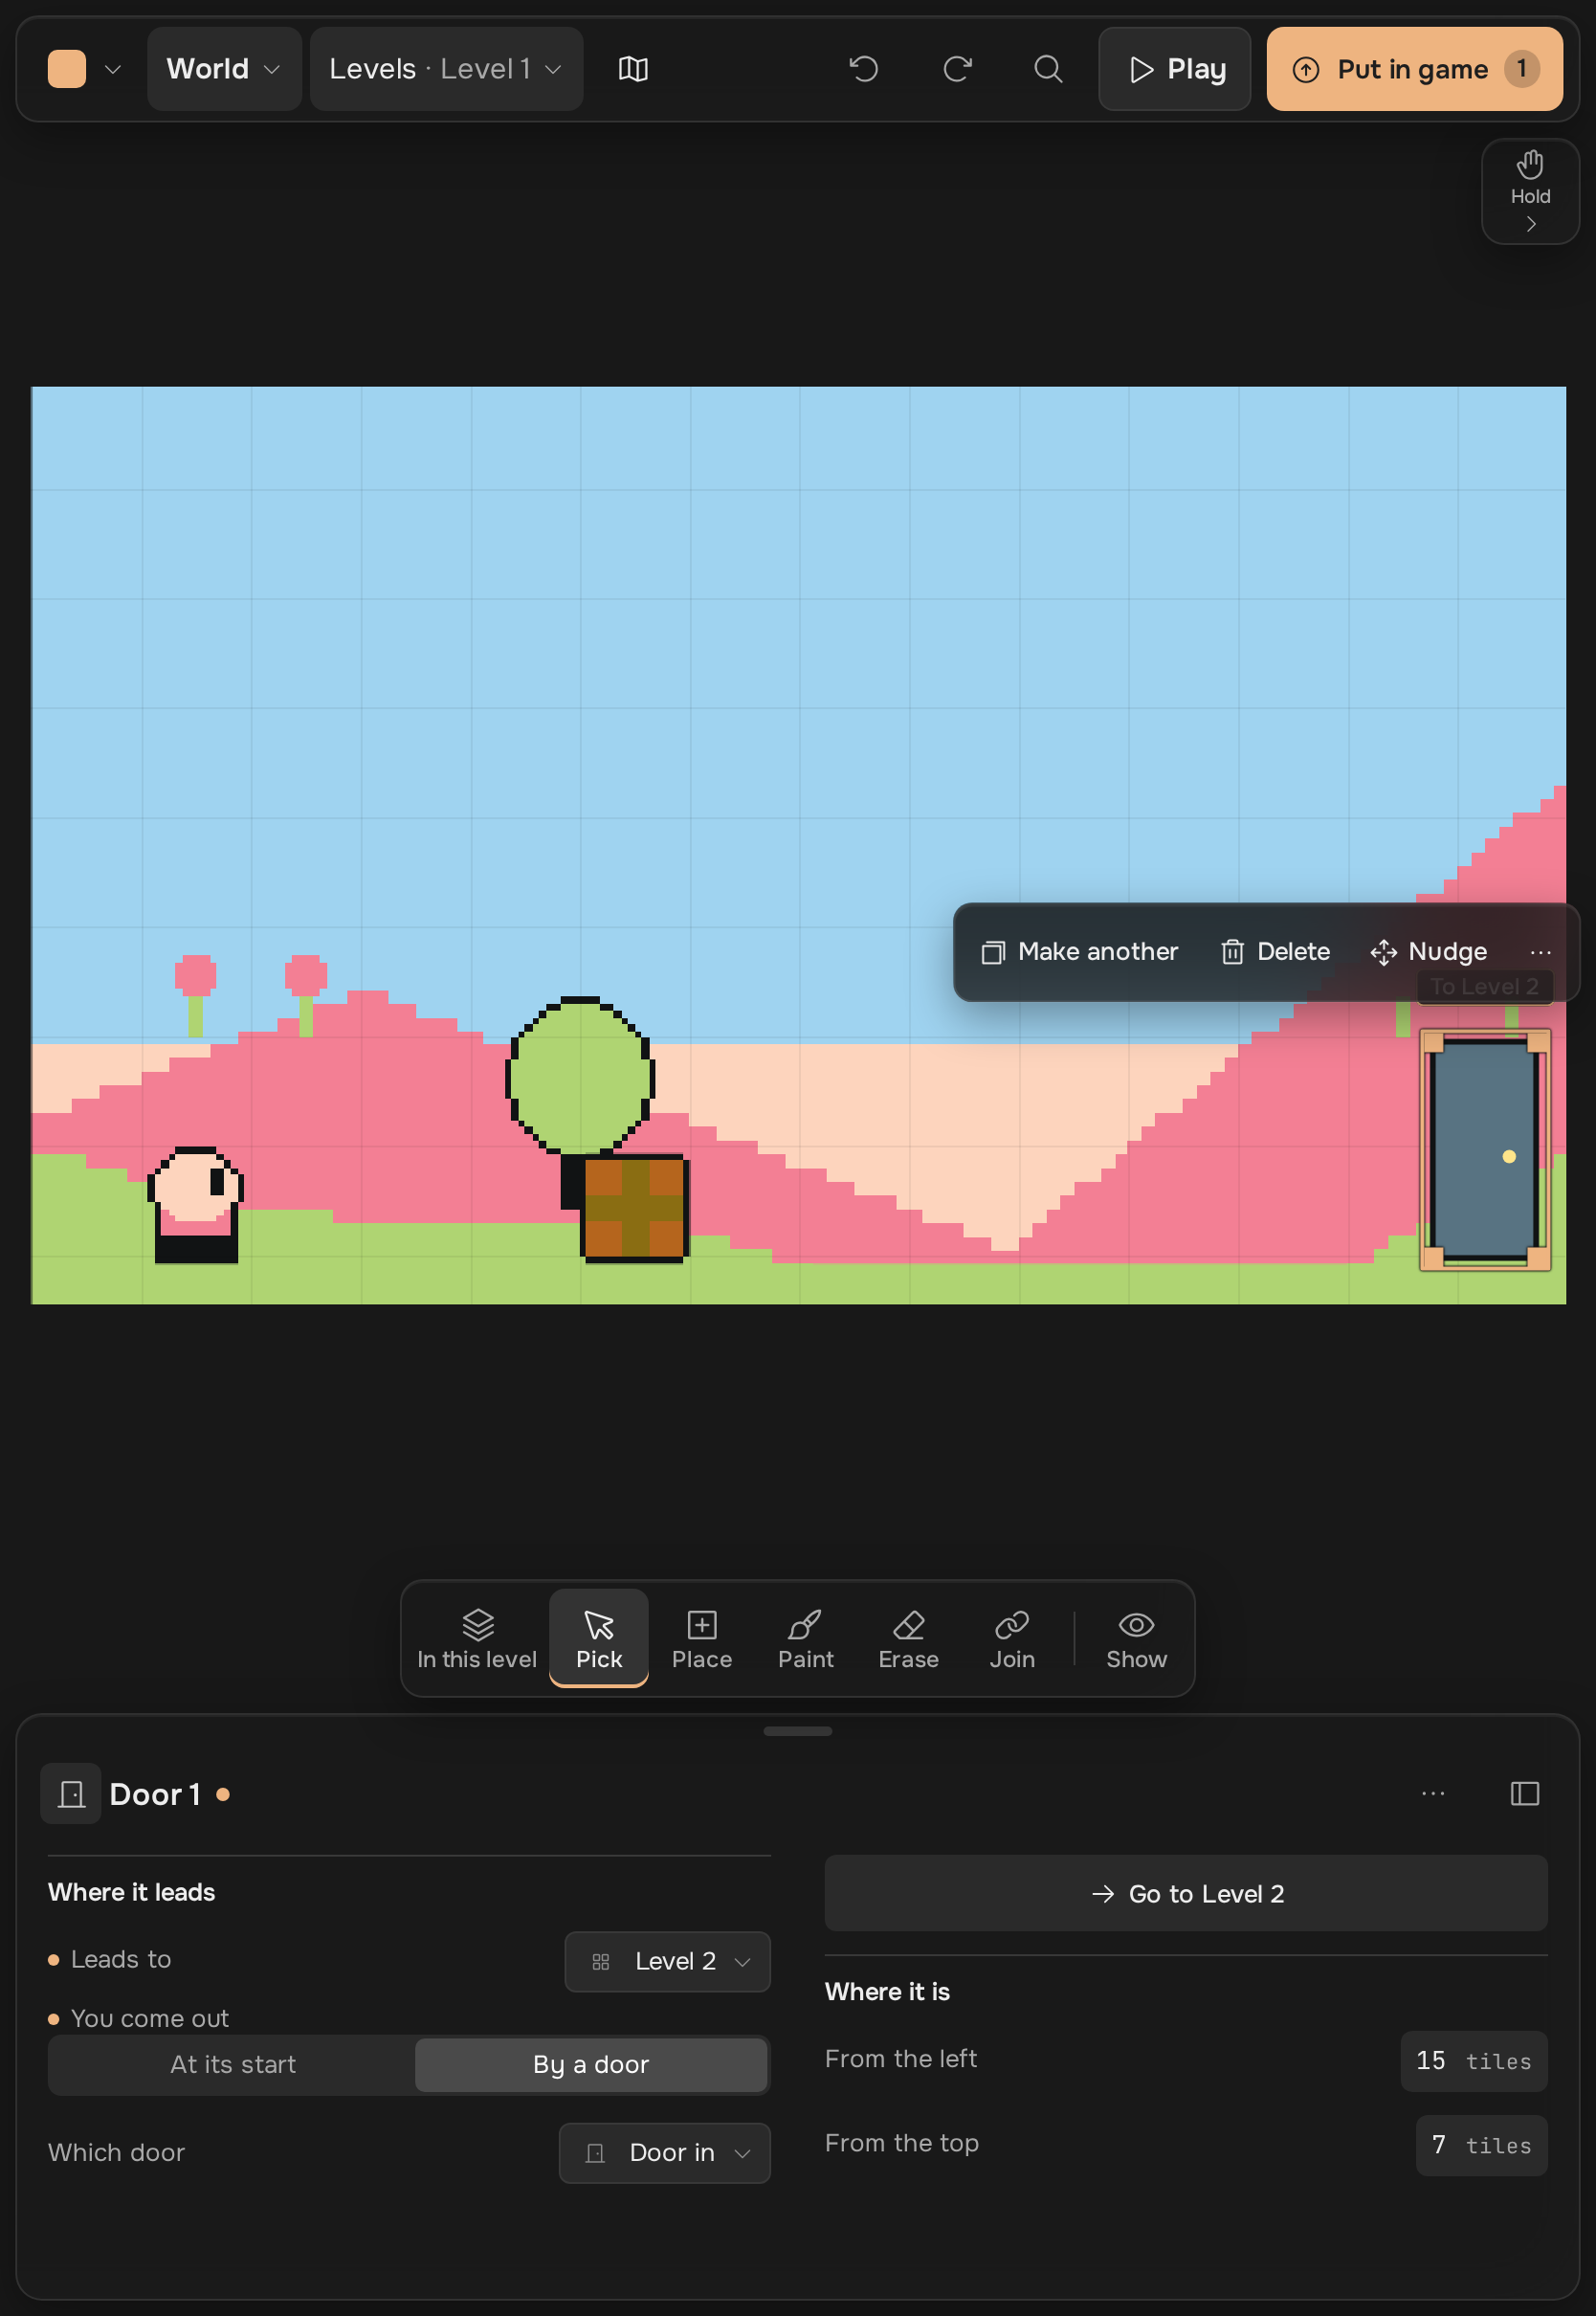 World
Levels · Level 1
Play
Put in game 1
Hold
Make another
Delete
Nudge
To Level 2
In this level
Pick
Place
Paint
Erase
Join
Show
Door 1
Where it leads
Leads to
Level 2
You come out
At its start
By a door
Which door
Door in
Go to Level 2
Where it is
From the left
15 tiles
From the top
7 tiles